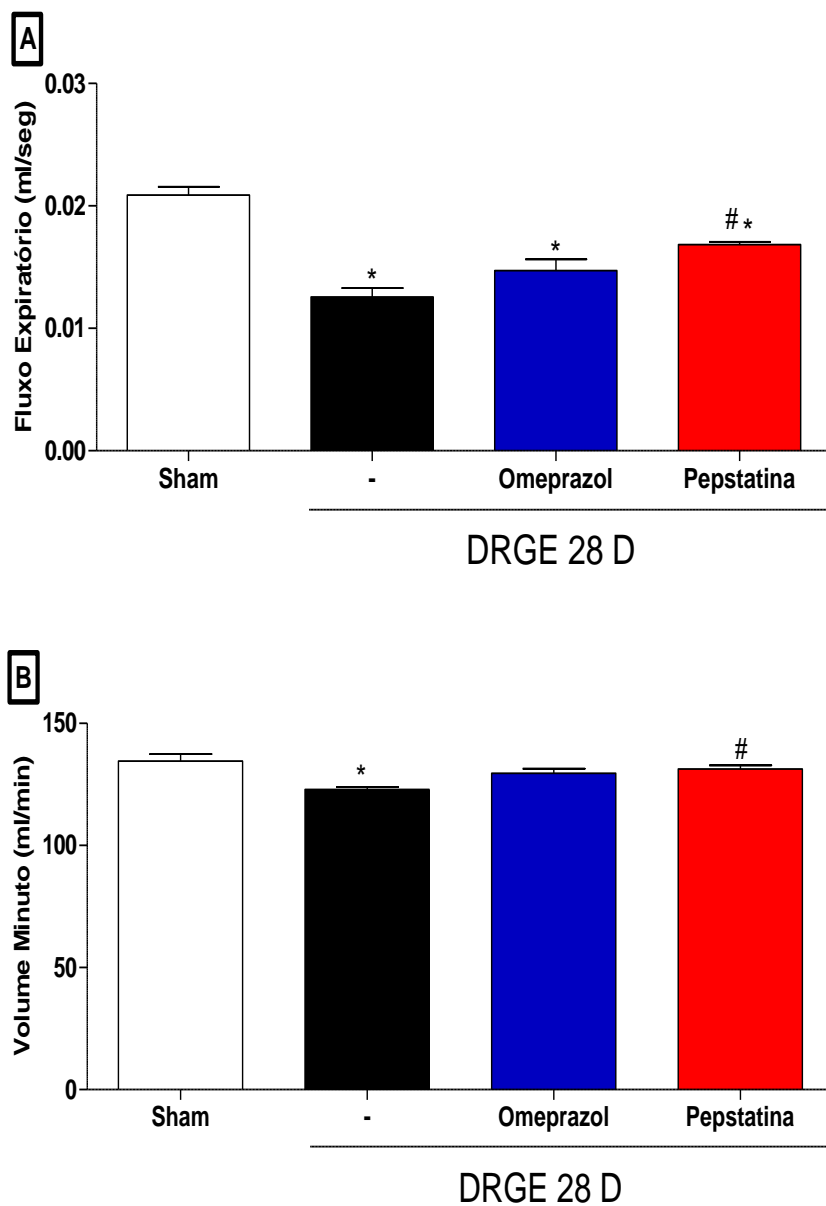 A
Fluxo Expiratório (ml/seg)
0.03
0.02
0.01
0.00
*
*
# *
Sham
-
Omeprazol
Pepstatina
DRGE 28 D
B
Volume Minuto (ml/min)
150
100
50
0
*
#
Sham
-
Omeprazol
Pepstatina
DRGE 28 D